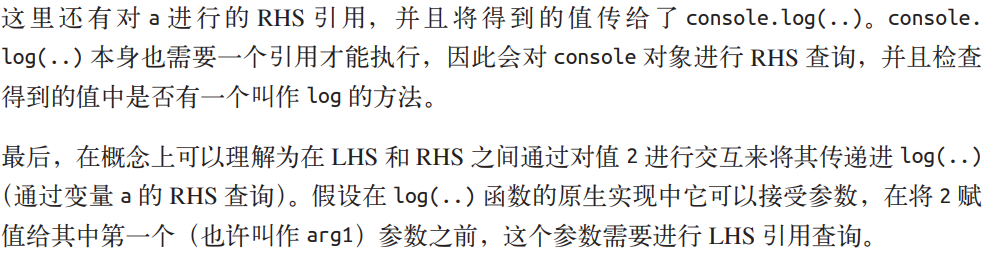 这里还有对 a 进行的 RHS 引用，并且将得到的值传给了 console.log(..)。console.
log(..) 本身也需要一个引用才能执行，因此会对 console 对象进行 RHS 查询，并且检查
得到的值中是否有一个叫作 log 的方法。
最后，在概念上可以理解为在 LHS 和 RHS 之间通过对值 2 进行交互来将其传递进 log(..)
（通过变量 a 的 RHS 查询）。假设在 log(..) 函数的原生实现中它可以接受参数，在将 2 赋
值给其中第一个（也许叫作 arg1）参数之前，这个参数需要进行 LHS 引用查询。